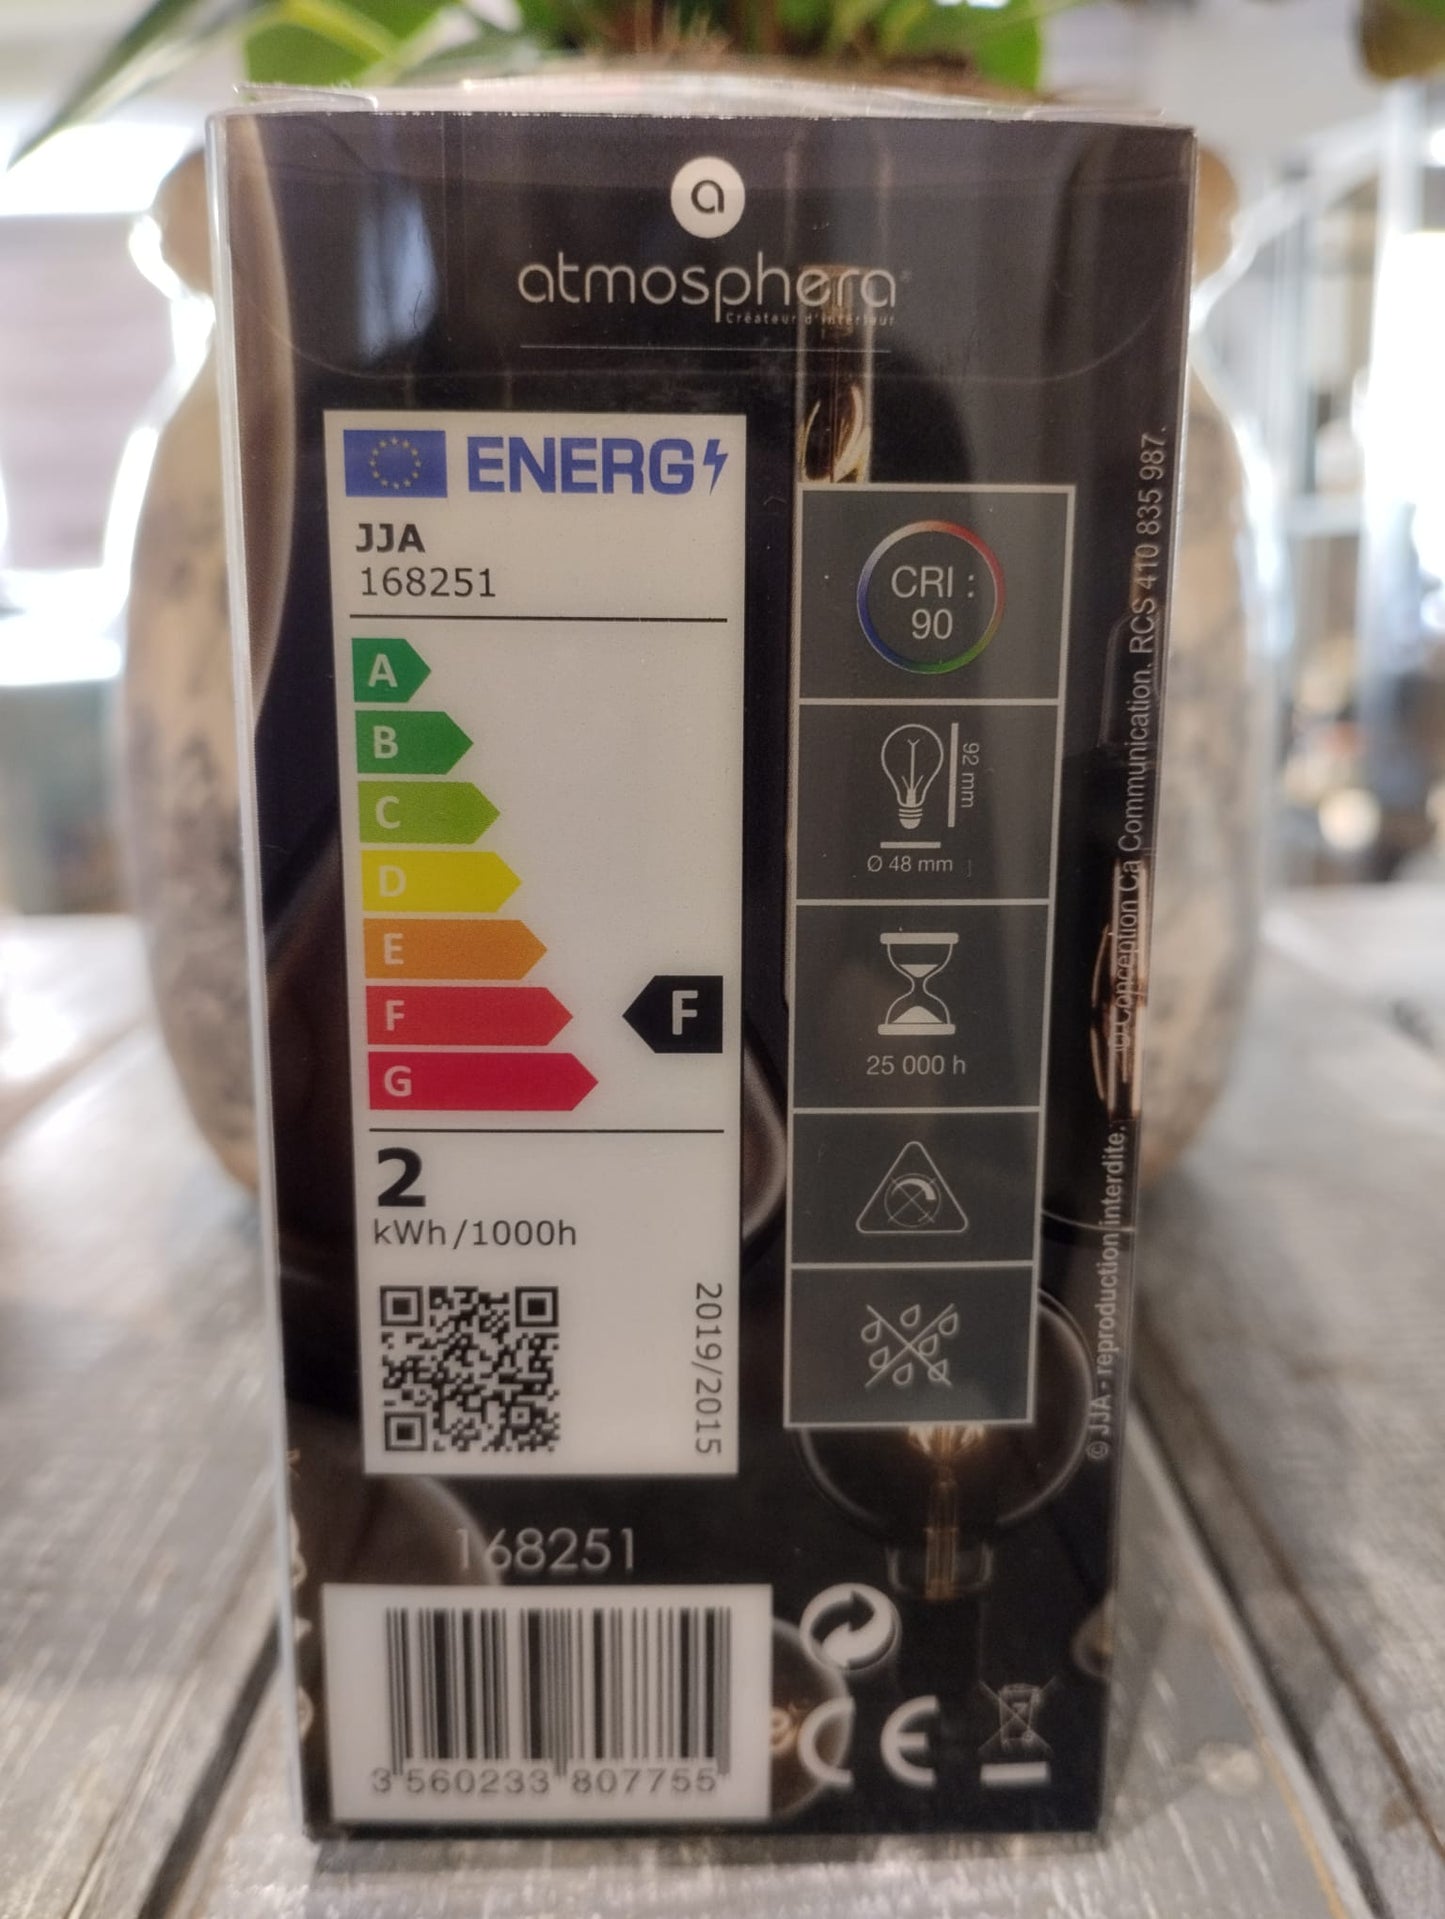 a
atmosphera
Créateur d'intérieur
ENERG
JJA
168251
A
B
C
D
E
F
F
G
2
kWh/1000h
2019/2015
CRI :
90
92 mm
Ø 48 mm
25 000 h
© JJA - reproduction interdite. © Conception Ca Communication. RCS 410 835 987.
168251
3 560233 807755
CE